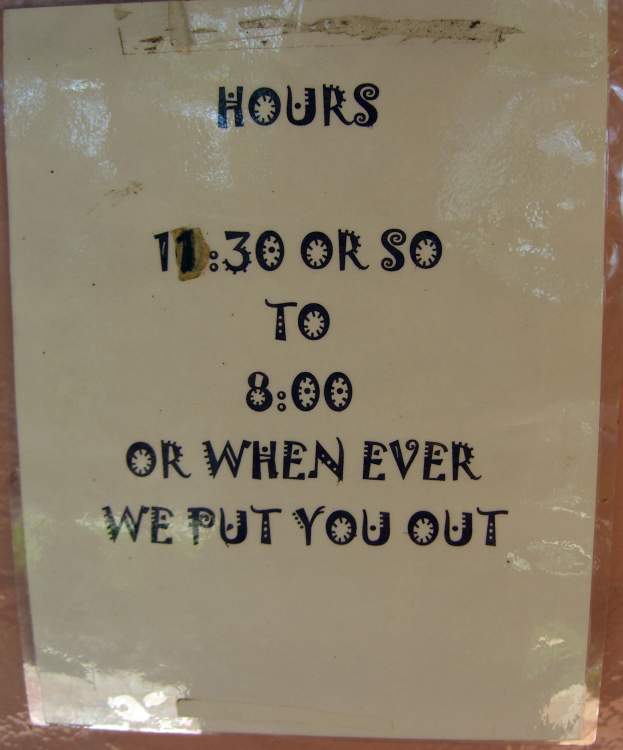 HOURS
11:30 OR SO
TO
8:00
OR WHEN EVER
WE PUT YOU OUT